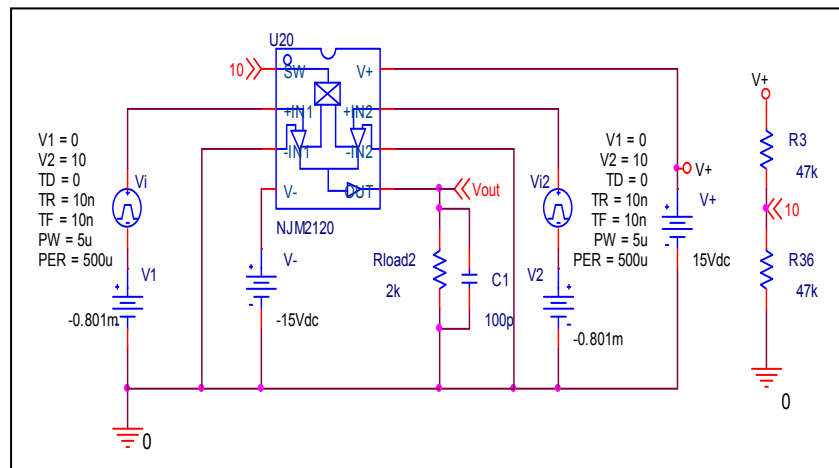 U20
10
SW
V+
+IN1
+IN2
-IN1
-IN2
V-
OUT
NJM2120
V1 = 0
V2 = 10
TD = 0
TR = 10n
TF = 10n
PW = 5u
PER = 500u
Vi
V1
-0.801m
V-
-15Vdc
Vout
Rload2
2k
C1
100p
Vi2
V2
-0.801m
V1 = 0
V2 = 10
TD = 0
TR = 10n
TF = 10n
PW = 5u
PER = 500u
V+
V+
15Vdc
V+
R3
47k
10
R36
47k
0
0